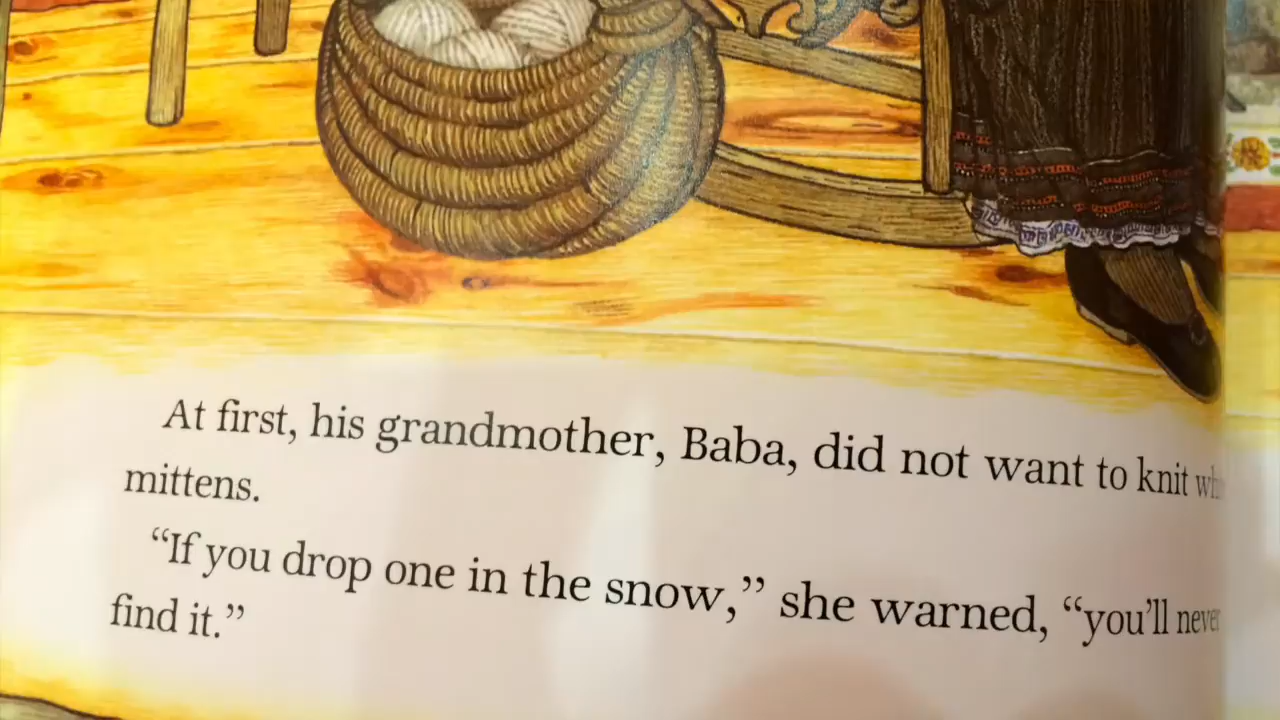 At first, his grandmother, Baba, did not want to knit
mittens.
“If you drop one in the snow,” she warned, “you’ll never
find it.”